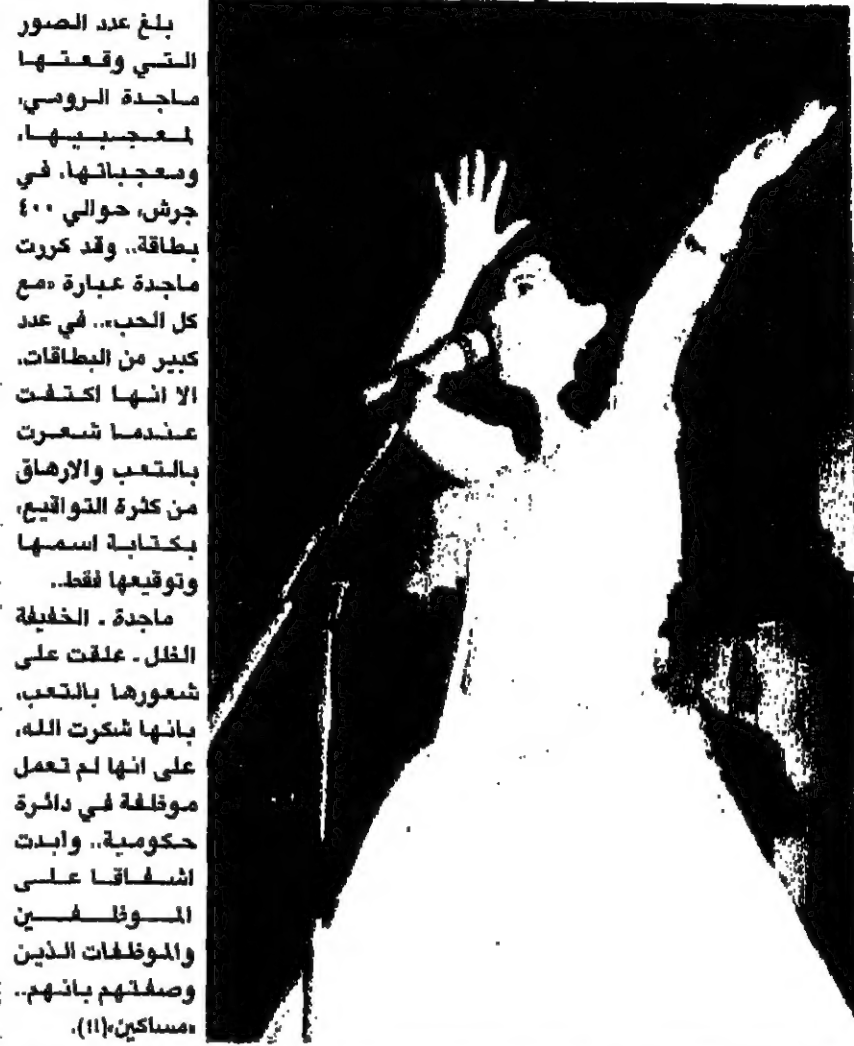 بلغ عدد الصور
التي وقعتها
ماجدة الرومي،
لمعجبيها،
ومعجباتها، في
جرش، حوالي ٤٠٠
بطاقة.. وقد كررت
ماجدة عبارة «مع
كل الحب».. في عدد
كبير من البطاقات،
الا انها اكتفت
عندما شعرت
بالتعب والارهاق
من كثرة التواقيع،
بكتابة اسمها
وتوقيعها فقط..
ماجدة - الخفيفة
الظل - علقت على
شعورها بالتعب،
بانها شكرت الله،
على انها لم تعمل
موظفة في دائرة
حكومية.. وابدت
اشفاقا على
الموظفين
والموظفات الذين
وصفتهم بانهم..
«مساكين»(!!).